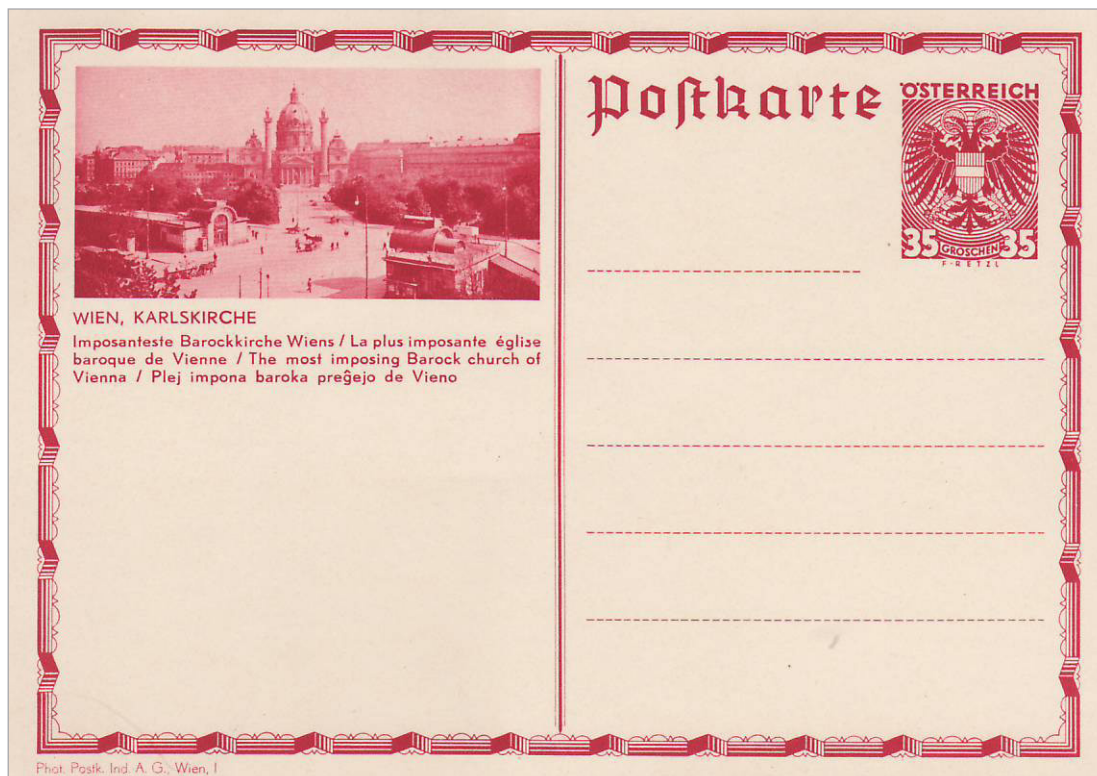 WIEN, KARLSKIRCHE
Imposanteste Barockkirche Wiens / La plus imposante église
baroque de Vienne / The most imposing Barock church of
Vienna / Plej impona baroka preĝejo de Vieno
Postkarte
ÖSTERREICH
35 GROSCHEN 35
F·RETZL
Phot. Postk. Ind. A. G., Wien, I